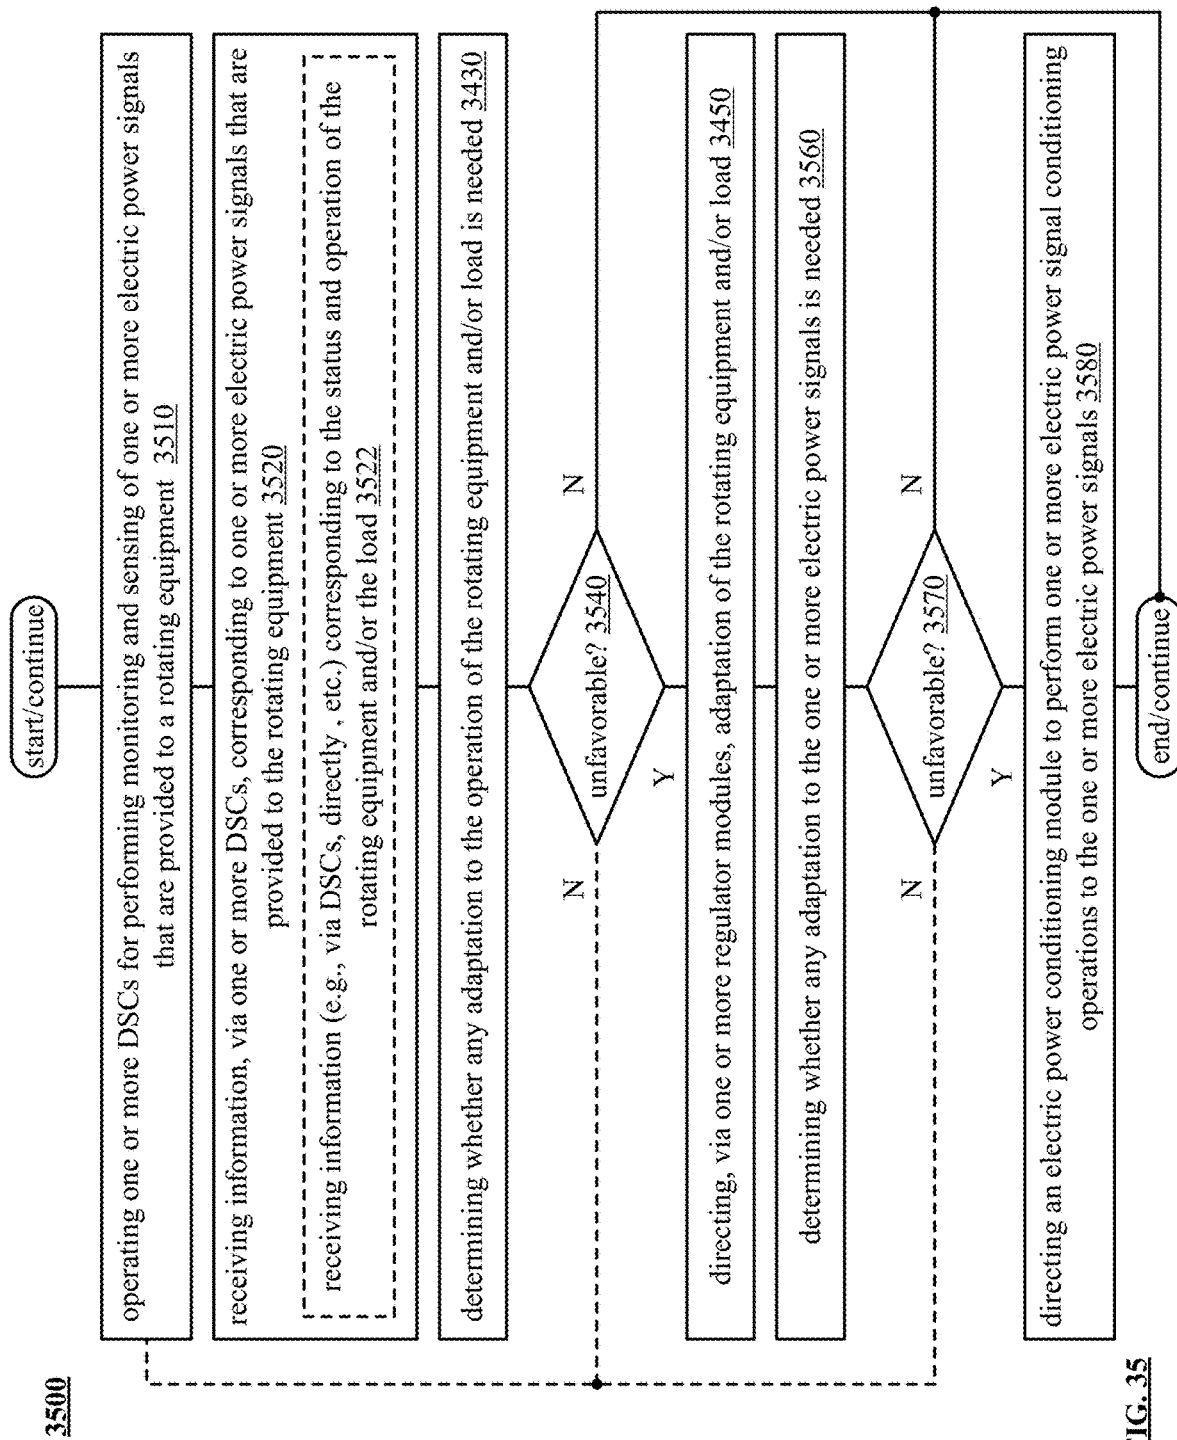 3500
start/continue
operating one or more DSCs for performing monitoring and sensing of one or more electric power signals
that are provided to a rotating equipment 3510
receiving information, via one or more DSCs, corresponding to one or more electric power signals that are
provided to the rotating equipment 3520
receiving information (e.g., via DSCs, directly , etc.) corresponding to the status and operation of the
rotating equipment and/or the load 3522
determining whether any adaptation to the operation of the rotating equipment and/or load is needed 3430
unfavorable? 3540
N
N
Y
directing, via one or more regulator modules, adaptation of the rotating equipment and/or load 3450
determining whether any adaptation to the one or more electric power signals is needed 3560
unfavorable? 3570
N
N
Y
directing an electric power conditioning module to perform one or more electric power signal conditioning
operations to the one or more electric power signals 3580
end/continue
IG. 35